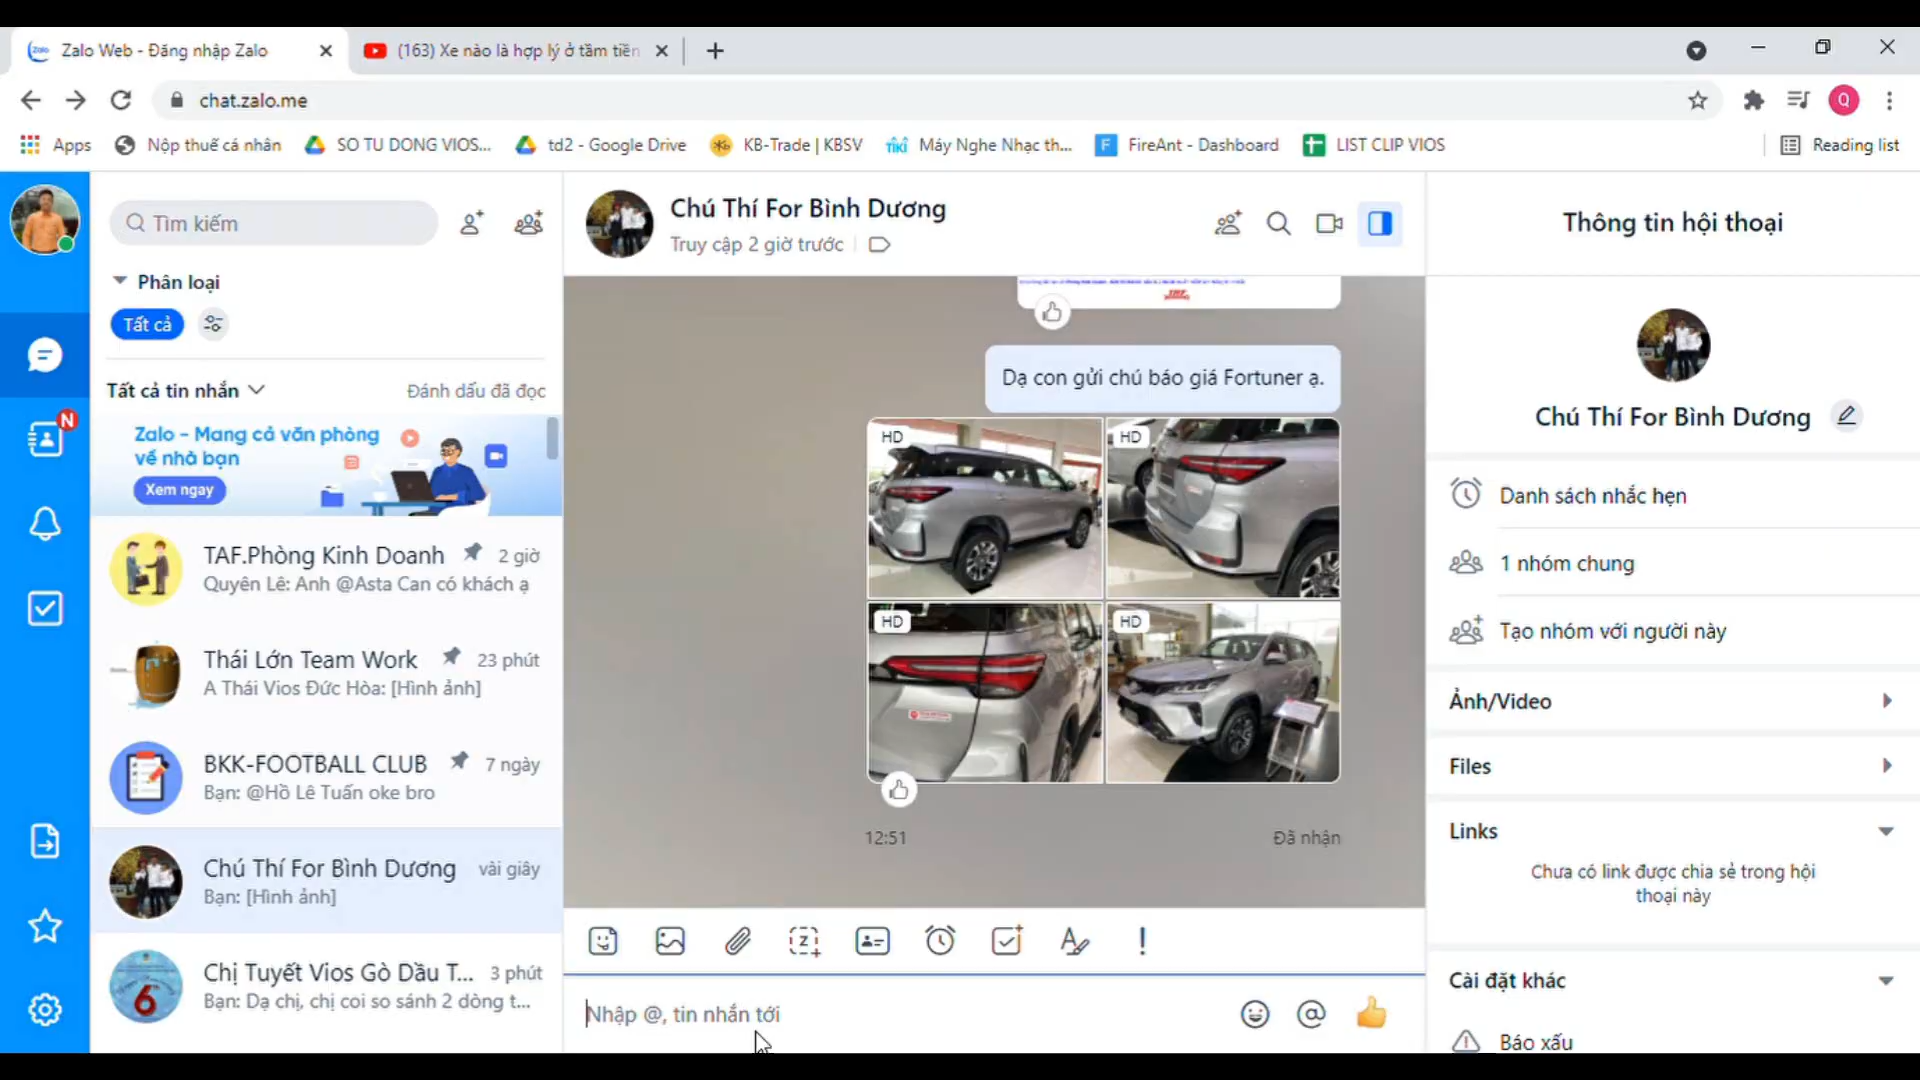 Zalo Web - Đăng nhập Zalo
(163) Xe nào là hợp lý ở tầm tiền
chat.zalo.me
Q
Apps
Nộp thuế cá nhân
SO TU DONG VIOS...
td2 - Google Drive
KB-Trade | KBSV
TIKI
Máy Nghe Nhạc th...
F
FireAnt - Dashboard
LIST CLIP VIOS
Reading list
Tìm kiếm
Phân loại
Tất cả
Tất cả tin nhắn
Đánh dấu đã đọc
N
Zalo - Mang cả văn phòng
về nhà bạn
Xem ngay
TAF.Phòng Kinh Doanh
2 giờ
Quyên Lê: Anh @Asta Can có khách ạ
Thái Lớn Team Work
23 phút
A Thái Vios Đức Hòa: [Hình ảnh]
BKK-FOOTBALL CLUB
7 ngày
Bạn: @Hồ Lê Tuấn oke bro
Chú Thí For Bình Dương
vài giây
Bạn: [Hình ảnh]
6
Chị Tuyết Vios Gò Dầu T...
3 phút
Bạn: Dạ chị, chị coi so sánh 2 dòng t...
Chú Thí For Bình Dương
Truy cập 2 giờ trước
Dạ con gửi chú báo giá Fortuner ạ.
HD
HD
HD
HD
12:51
Đã nhận
Nhập @, tin nhắn tới
Thông tin hội thoại
Chú Thí For Bình Dương
Danh sách nhắc hẹn
1 nhóm chung
Tạo nhóm với người này
Ảnh/Video
Files
Links
Chưa có link được chia sẻ trong hội
thoại này
Cài đặt khác
Báo xấu